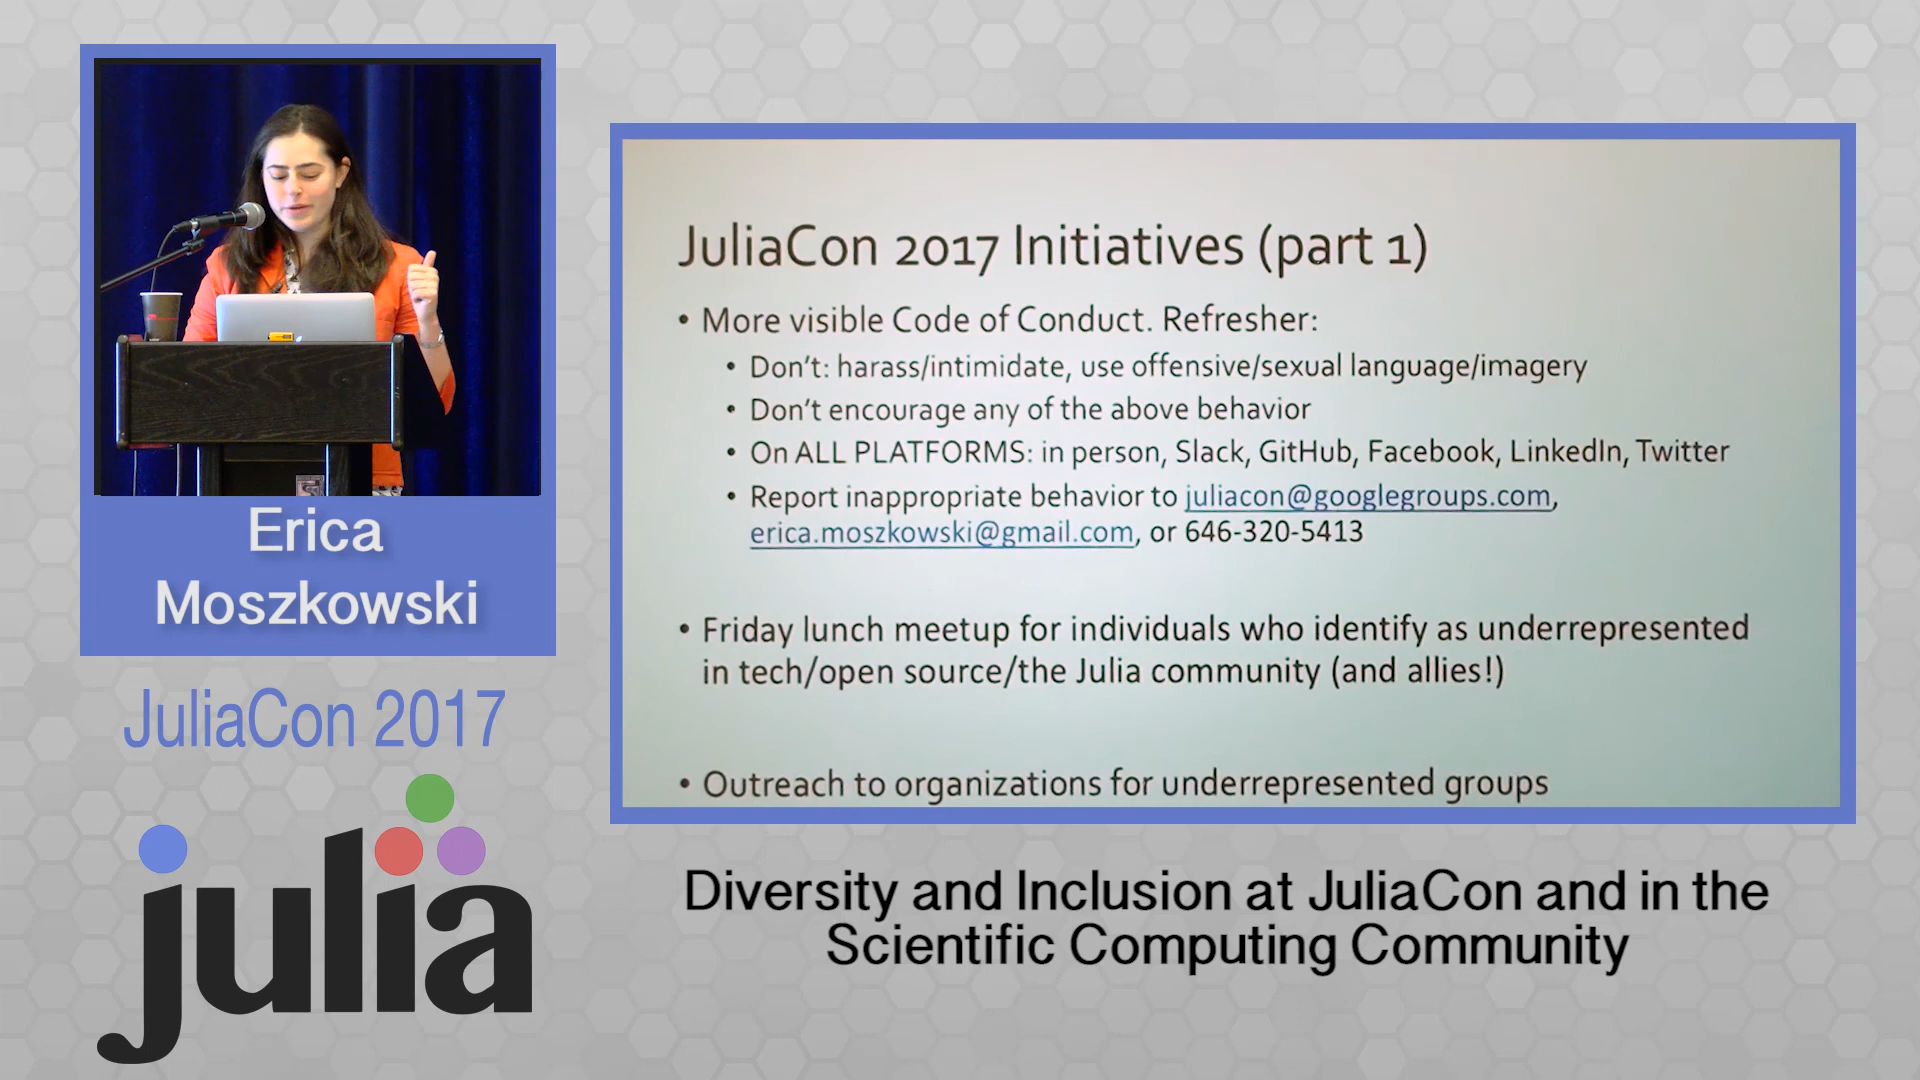 Erica
Moszkowski
JuliaCon 2017
julia
JuliaCon 2017 Initiatives (part 1)
• More visible Code of Conduct. Refresher:
• Don't: harass/intimidate, use offensive/sexual language/imagery
• Don't encourage any of the above behavior
• On ALL PLATFORMS: in person, Slack, GitHub, Facebook, LinkedIn, Twitter
• Report inappropriate behavior to juliacon@googlegroups.com,
erica.moszkowski@gmail.com, or 646-320-5413
• Friday lunch meetup for individuals who identify as underrepresented
in tech/open source/the Julia community (and allies!)
• Outreach to organizations for underrepresented groups
Diversity and Inclusion at JuliaCon and in the
Scientific Computing Community